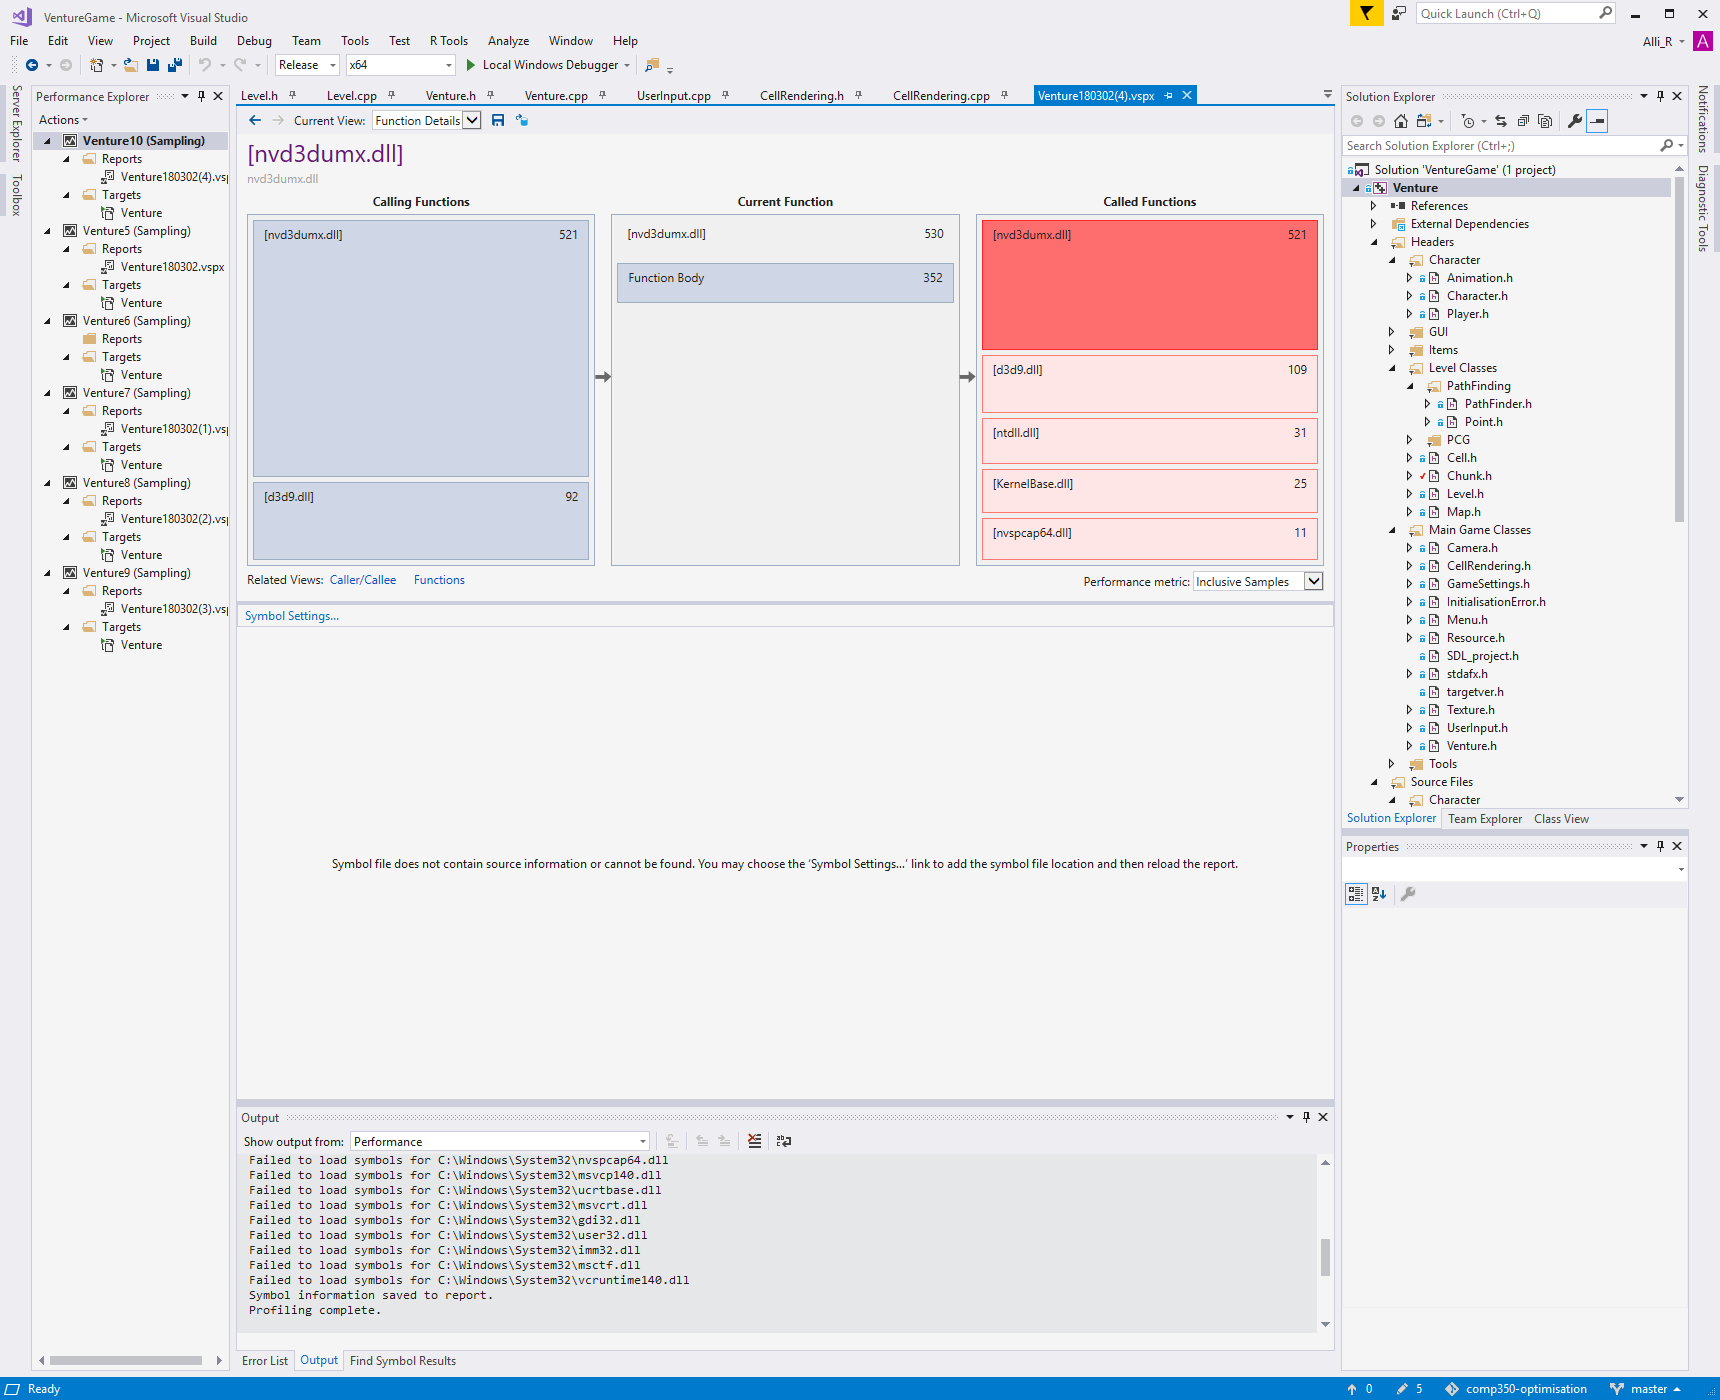 VentureGame - Microsoft Visual Studio
Quick Launch (Ctrl+Q)
File Edit View Project Build Debug Team Tools Test R Tools Analyze Window Help
Alli_R A
Release x64 Local Windows Debugger
Server Explorer
Toolbox
Performance Explorer
Actions
Venture10 (Sampling)
Reports
Venture180302(4).vsp
Targets
Venture
Venture5 (Sampling)
Reports
Venture180302.vspx
Targets
Venture
Venture6 (Sampling)
Reports
Targets
Venture
Venture7 (Sampling)
Reports
Venture180302(1).vsp
Targets
Venture
Venture8 (Sampling)
Reports
Venture180302(2).vsp
Targets
Venture
Venture9 (Sampling)
Reports
Venture180302(3).vsp
Targets
Venture
Level.h Level.cpp Venture.h Venture.cpp UserInput.cpp CellRendering.h CellRendering.cpp Venture180302(4).vspx
Current View: Function Details
[nvd3dumx.dll]
nvd3dumx.dll
Calling Functions Current Function Called Functions
[nvd3dumx.dll] 521
[d3d9.dll] 92
[nvd3dumx.dll] 530
Function Body 352
[nvd3dumx.dll] 521
[d3d9.dll] 109
[ntdll.dll] 31
[KernelBase.dll] 25
[nvspcap64.dll] 11
Related Views: Caller/Callee Functions
Performance metric: Inclusive Samples
Symbol Settings...
Symbol file does not contain source information or cannot be found. You may choose the 'Symbol Settings...' link to add the symbol file location and then reload the report.
Output
Show output from: Performance
Failed to load symbols for C:\Windows\System32\nvspcap64.dll
Failed to load symbols for C:\Windows\System32\msvcp140.dll
Failed to load symbols for C:\Windows\System32\ucrtbase.dll
Failed to load symbols for C:\Windows\System32\msvcrt.dll
Failed to load symbols for C:\Windows\System32\gdi32.dll
Failed to load symbols for C:\Windows\System32\user32.dll
Failed to load symbols for C:\Windows\System32\imm32.dll
Failed to load symbols for C:\Windows\System32\msctf.dll
Failed to load symbols for C:\Windows\System32\vcruntime140.dll
Symbol information saved to report.
Profiling complete.
Error List Output Find Symbol Results
Solution Explorer
Search Solution Explorer (Ctrl+;)
Solution 'VentureGame' (1 project)
Venture
References
External Dependencies
Headers
Character
Animation.h
Character.h
Player.h
GUI
Items
Level Classes
PathFinding
PathFinder.h
Point.h
PCG
Cell.h
Chunk.h
Level.h
Map.h
Main Game Classes
Camera.h
CellRendering.h
GameSettings.h
InitialisationError.h
Menu.h
Resource.h
SDL_project.h
stdafx.h
targetver.h
Texture.h
UserInput.h
Venture.h
Tools
Source Files
Character
Solution Explorer Team Explorer Class View
Properties
Notifications
Diagnostic Tools
Ready
0 5 comp350-optimisation master